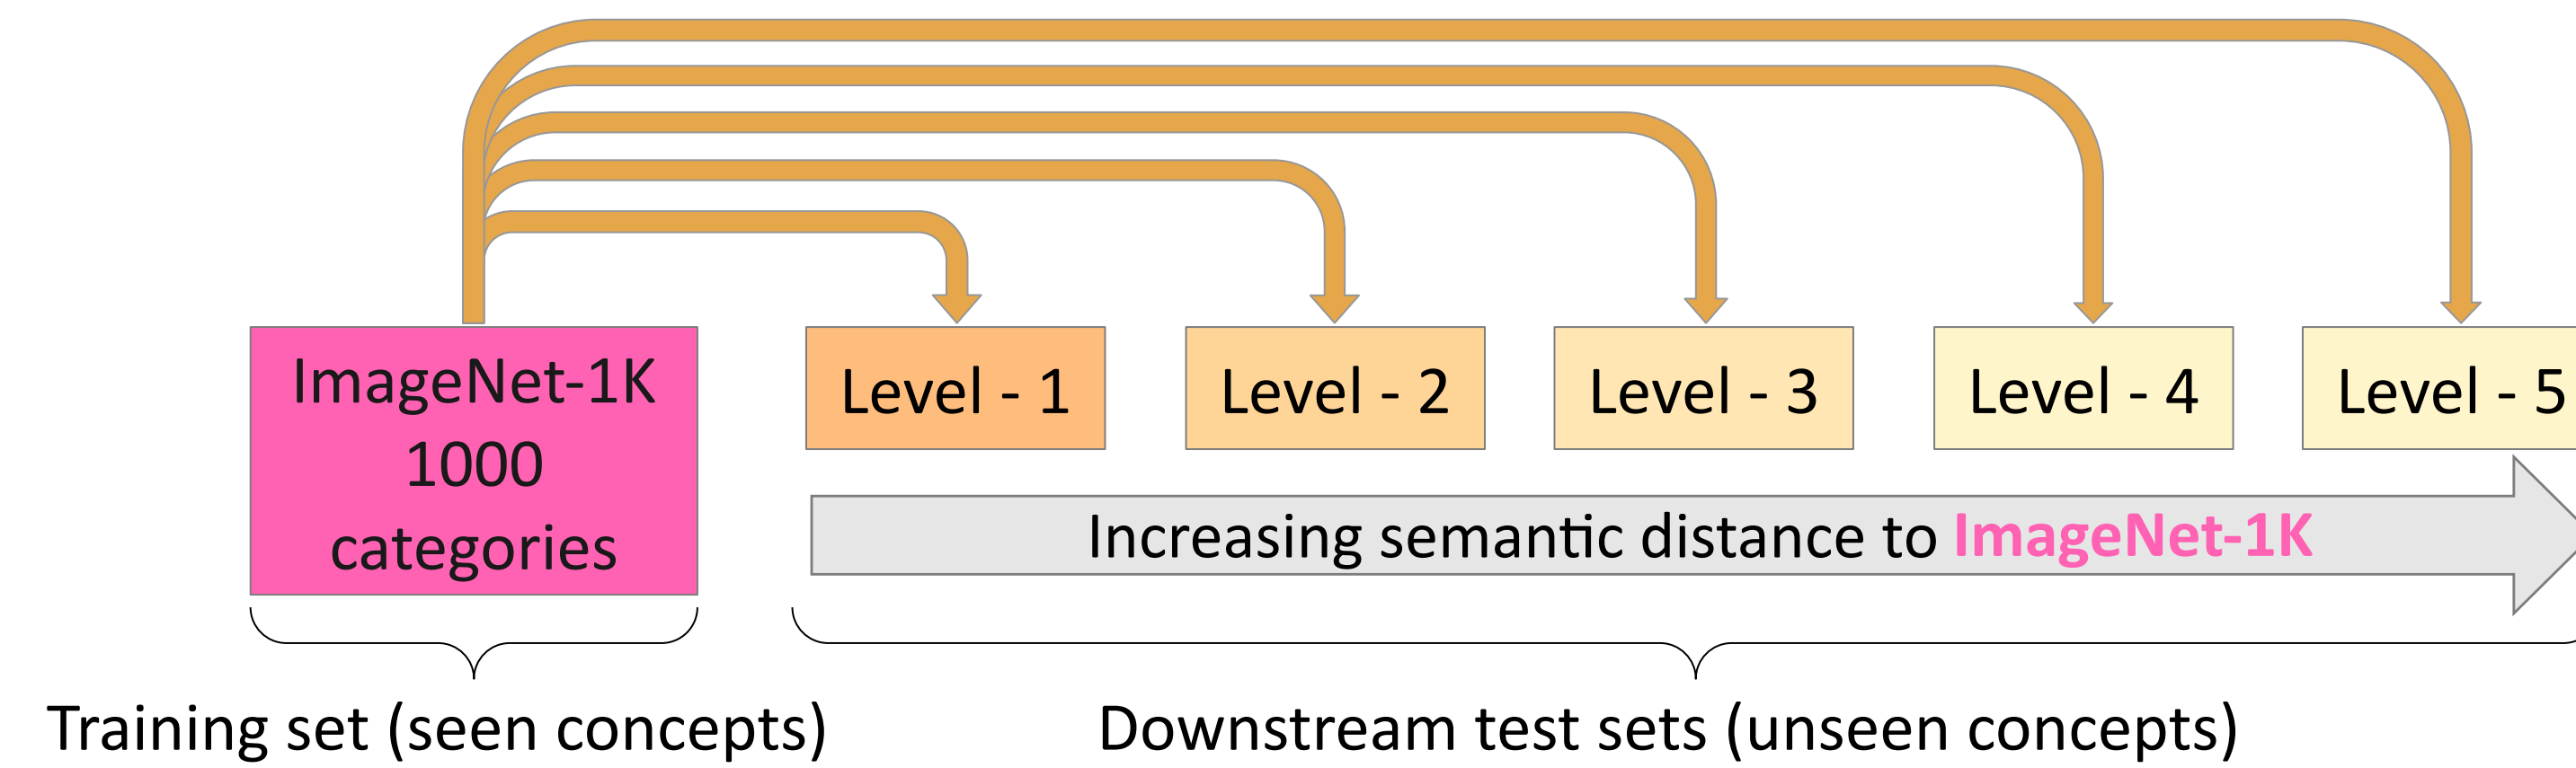 ImageNet-1K
1000
categories
Level - 1
Level - 2
Level - 3
Level - 4
Level - 5
Increasing semantic distance to ImageNet-1K
Training set (seen concepts)
Downstream test sets (unseen concepts)